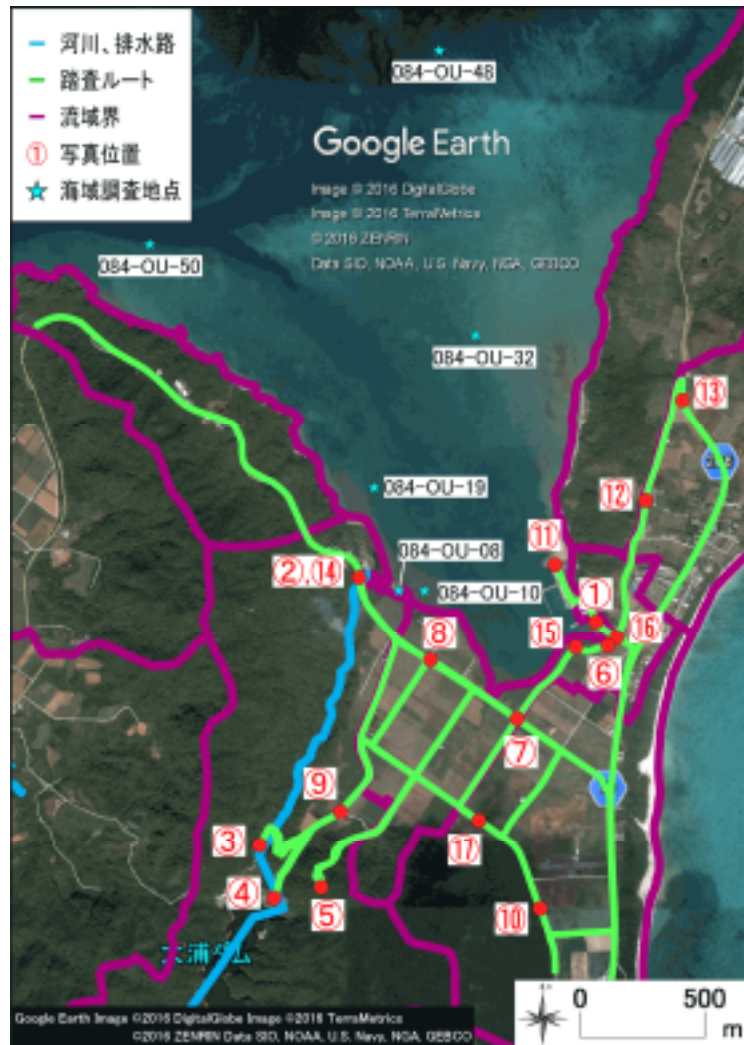 河川、排水路
踏査ルート
流域界
① 写真位置
海域調査地点
084-OU-48
Google Earth
Image © 2016 DigitalGlobe
Image © 2016 TerraMetrics
© 2016 ZENRIN
Data SIO, NOAA, U.S. Navy, NGA, GEBCO
084-OU-50
084-OU-32
⑬
084-OU-19
⑫
084-OU-08
⑪
②,⑭
084-OU-10
①
⑮
⑯
⑧
⑥
⑦
⑨
③
⑰
④
⑤
⑩
大浦ダム
0 500
m
Google Earth Image ©2016 DigitalGlobe Image ©2016 TerraMetrics
©2016 ZENRIN Data SIO, NOAA, U.S. Navy, NGA, GEBCO